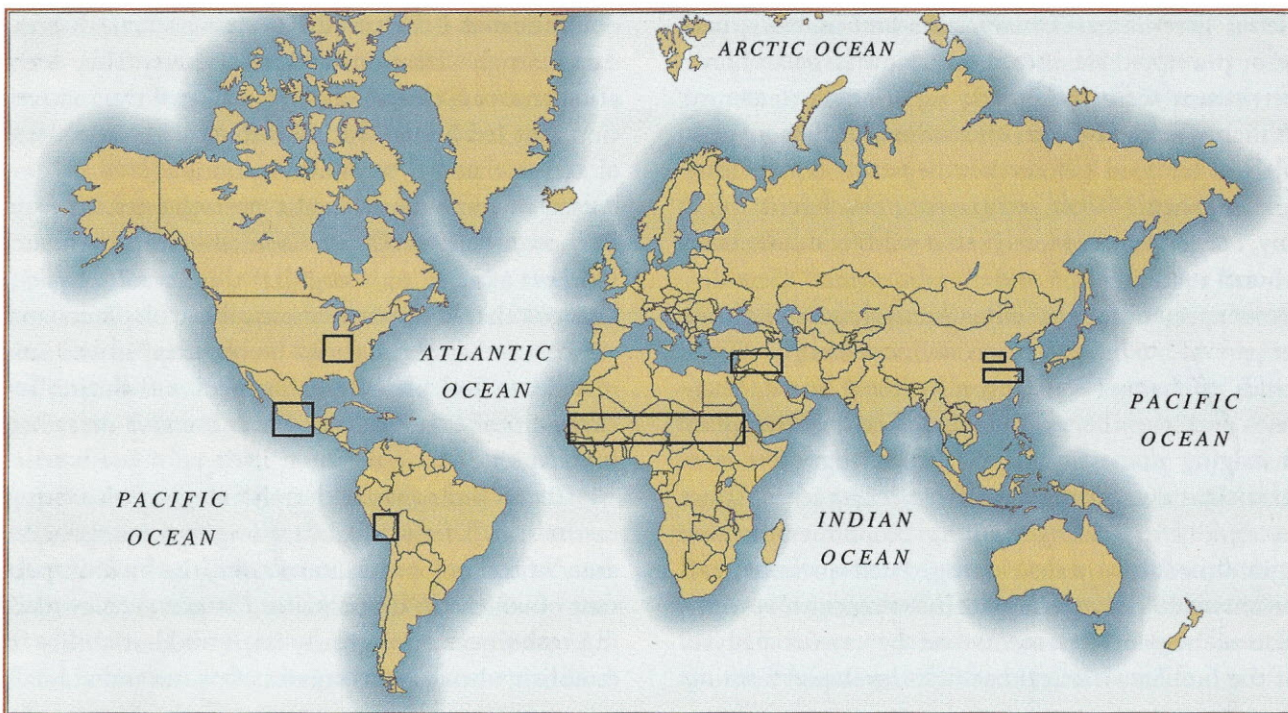 ARCTIC OCEAN
ATLANTIC
OCEAN
PACIFIC
OCEAN
PACIFIC
OCEAN
INDIAN
OCEAN